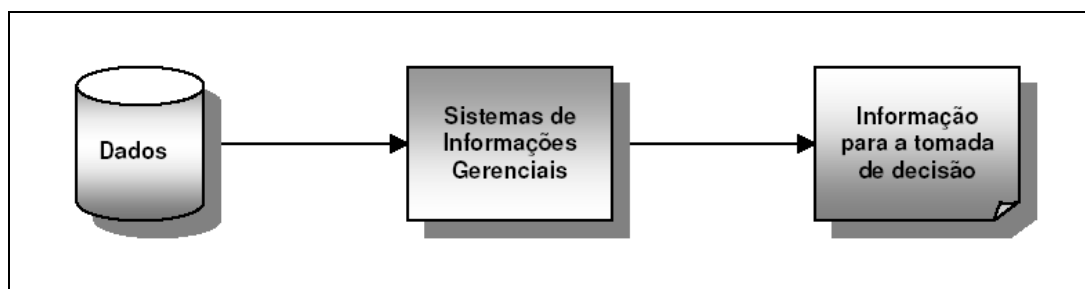 Dados
Sistemas de
Informações
Gerenciais
Informação
para a tomada
de decisão